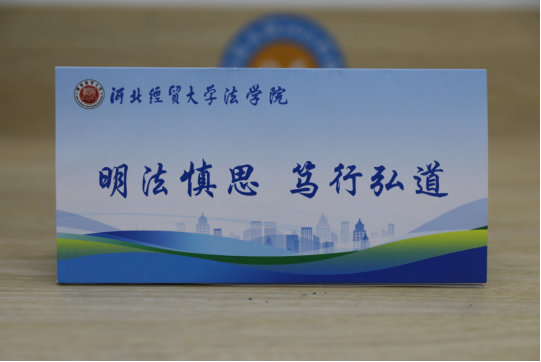 河北经贸大学法学院
明法慎思 笃行弘道